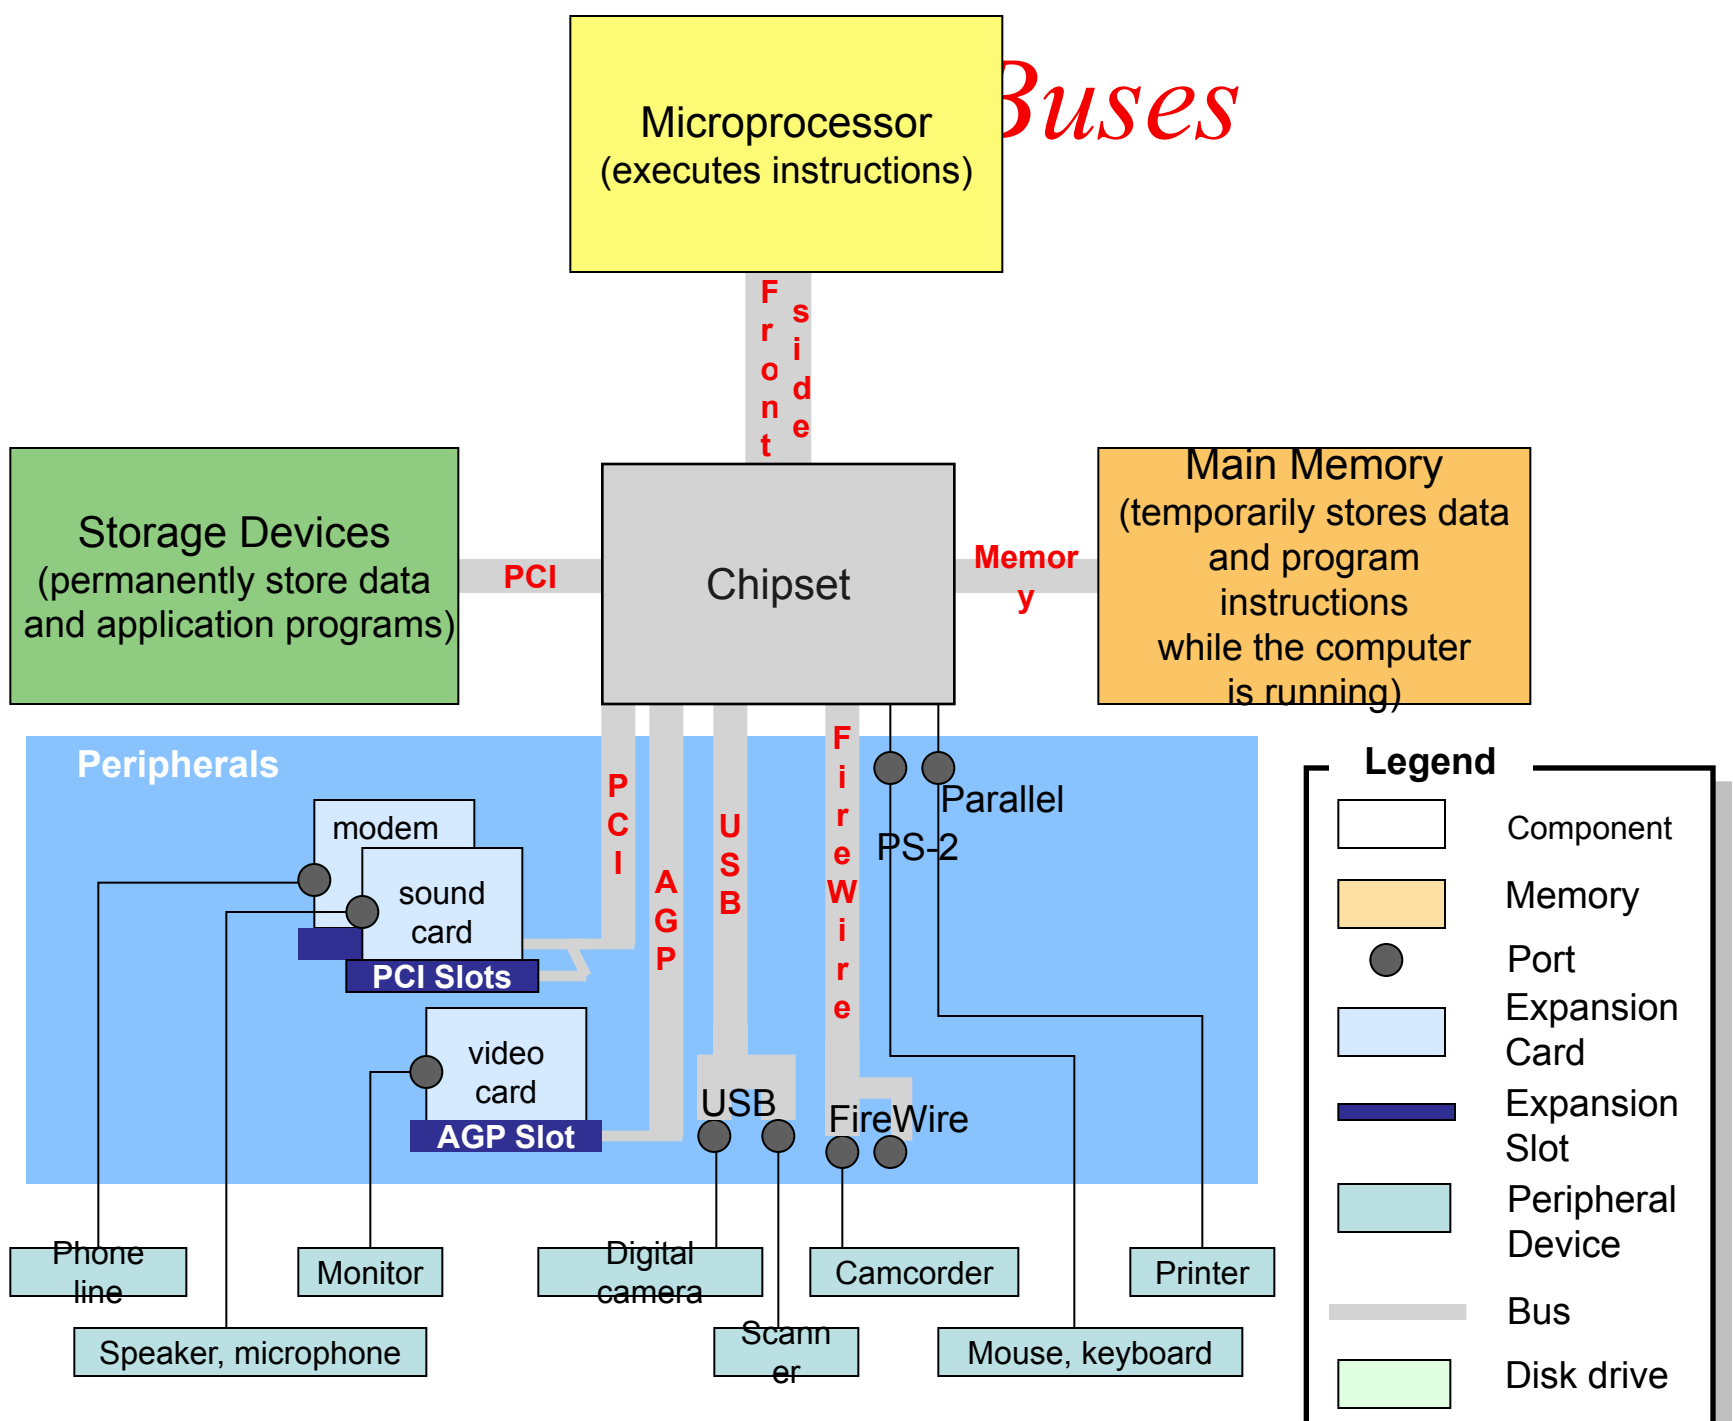 Buses
Microprocessor
(executes instructions)
Front
side
Storage Devices
(permanently store data
and application programs)
PCI
Chipset
Memor
y
Main Memory
(temporarily stores data
and program
instructions
while the computer
is running)
Peripherals
PCI
AGP
USB
FireWire
Parallel
PS-2
modem
sound
card
PCI Slots
video
card
AGP Slot
USB
FireWire
Phone
line
Monitor
Digital
camera
Camcorder
Printer
Speaker, microphone
Scann
er
Mouse, keyboard
Legend
Component
Memory
Port
Expansion
Card
Expansion
Slot
Peripheral
Device
Bus
Disk drive